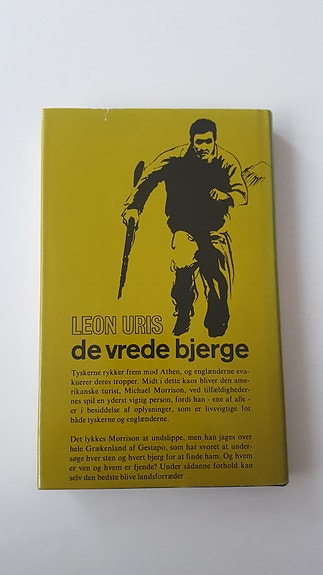 LEON URIS
de vrede bjerge
Tyskerne rykker frem mod Athen, og englænderne eva-
kuerer deres tropper. Midt i dette kaos bliver den ame-
rikanske turist, Michael Morrison, ved tilfældigheder-
nes spil en yderst vigtig person, fordi han - ene af alle -
er i besiddelse af oplysninger, som er livsvigtige for
både tyskerne og englænderne.
Det lykkes Morrison at undslippe, men han jages over
hele Grækenland af Gestapo, som har svoret at under-
søge hver sten og hvert bjerg for at finde ham. Og hvem
er ven og hvem er fjende? Under sådanne forhold kan
selv den bedste blive landsforræder